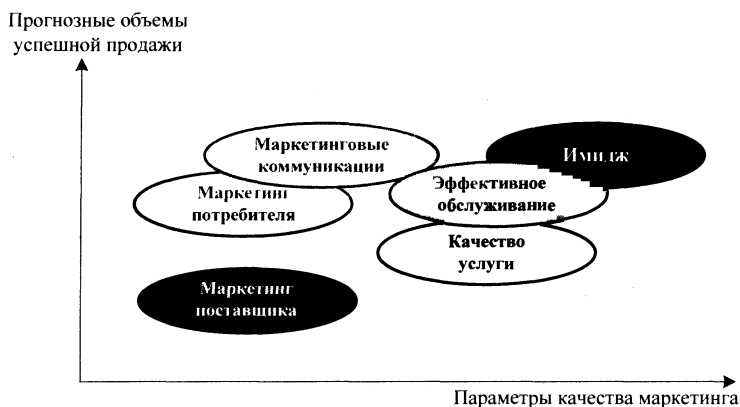 Прогнозные объемы
успешной продажи
Маркетинговые
коммуникации
Имидж
Маркетинг
потребителя
Эффективное
обслуживание
Качество
услуги
Маркетинг
поставщика
Параметры качества маркетинга